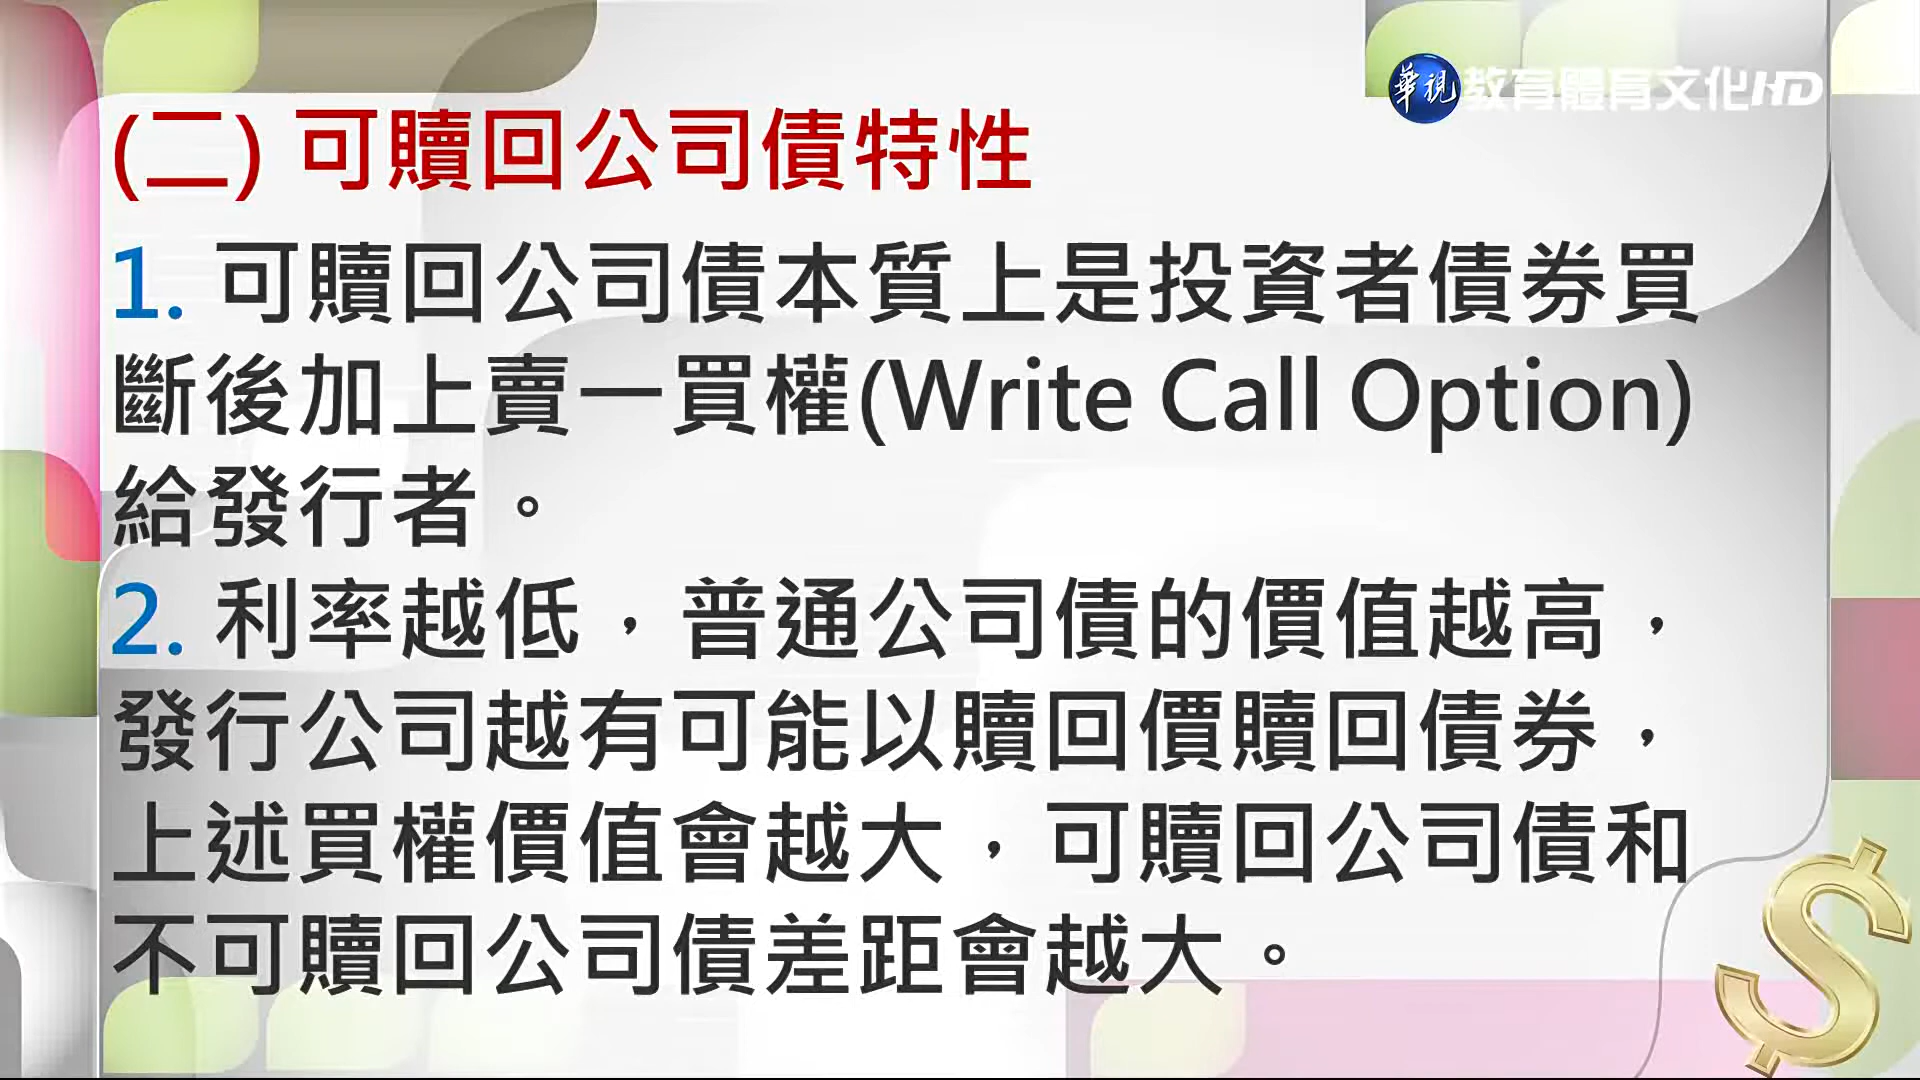 華視 教育體育文化HD
(二) 可贖回公司債特性
1. 可贖回公司債本質上是投資者債券買
斷後加上賣一買權(Write Call Option)
給發行者。
2. 利率越低，普通公司債的價值越高，
發行公司越有可能以贖回價贖回債券，
上述買權價值會越大，可贖回公司債和
不可贖回公司債差距會越大。